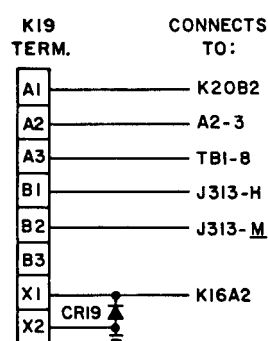 K19 CONNECTS
TERM. TO:
A1 K20B2
A2 A2-3
A3 TB1-8
B1 J313-H
B2 J313-M
B3
X1 K16A2
CR19
X2